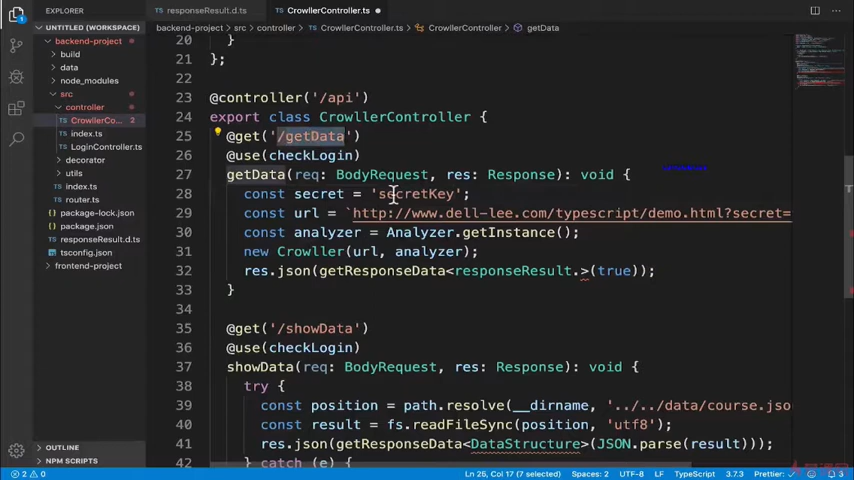 EXPLORER
responseResult.d.ts
CrowllerController.ts
UNTITLED (WORKSPACE)
backend-project > src > controller > CrowllerController.ts > CrowllerController > getData
backend-project
build
data
node_modules
src
controller
CrowllerCo... 2
index.ts
LoginController.ts
decorator
utils
index.ts
router.ts
package-lock.json
package.json
responseResult.d.ts
tsconfig.json
frontend-project
OUTLINE
NPM SCRIPTS
20 }
21 };
22
23 @controller('/api')
24 export class CrowllerController {
25 @get('/getData')
26 @use(checkLogin)
27 getData(req: BodyRequest, res: Response): void {
28 const secret = 'secretKey';
29 const url = `http://www.dell-lee.com/typescript/demo.html?secret=
30 const analyzer = Analyzer.getInstance();
31 new Crowller(url, analyzer);
32 res.json(getResponseData<responseResult.>(true));
33 }
34
35 @get('/showData')
36 @use(checkLogin)
37 showData(req: BodyRequest, res: Response): void {
38 try {
39 const position = path.resolve(__dirname, '../../data/course.jso
40 const result = fs.readFileSync(position, 'utf8');
41 res.json(getResponseData<DataStructure>(JSON.parse(result)));
42 } catch (e) {
2 0 Ln 26, Col 17 (7 selected) Spaces: 2 UTF-8 LF TypeScript 3.7.3 Prettier: ✓ 3